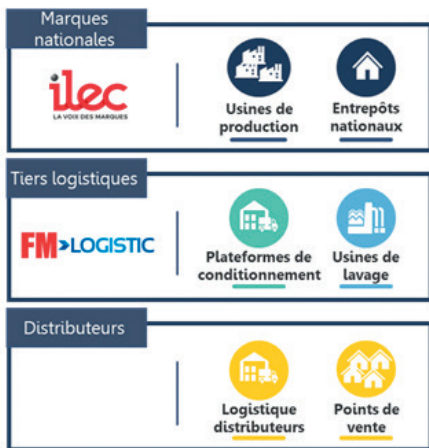 Marques
nationales
ilec
LA VOIX DES MARQUES
Usines de
production
Entrepôts
nationaux
Tiers logistiques
FM>LOGISTIC
Plateformes de
conditionnement
Usines de
lavage
Distributeurs
Logistique
distributeurs
Points de
vente